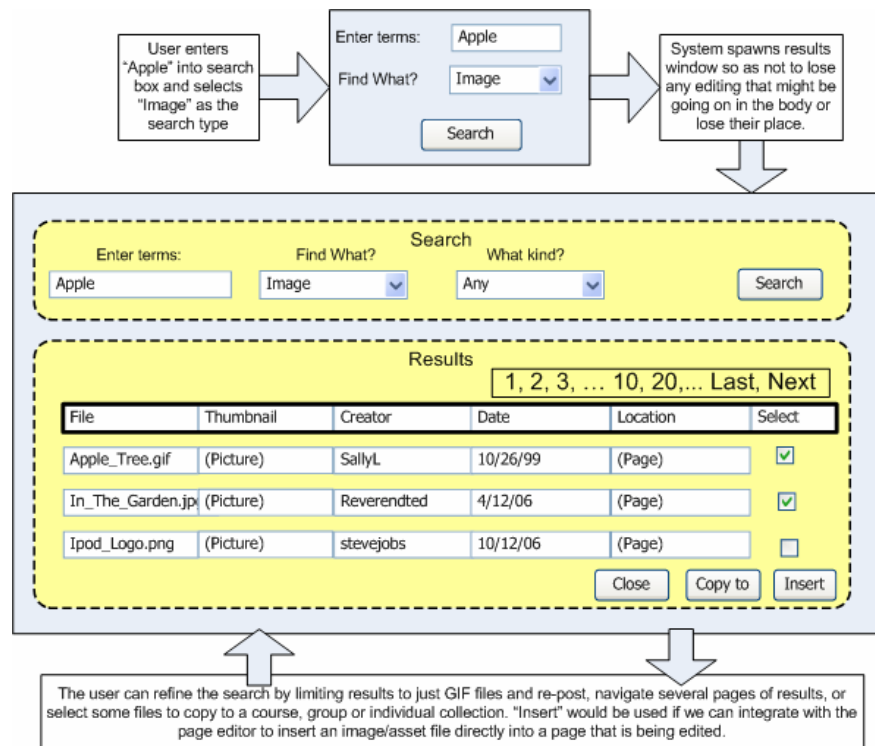 User enters
“Apple” into search
box and selects
“Image” as the
search type
Enter terms: Apple
Find What? Image
Search
System spawns results
window so as not to lose
any editing that might be
going on in the body or
lose their place.
Search
Enter terms: Find What? What kind?
Apple Image Any Search
Results
1, 2, 3, … 10, 20,... Last, Next
File Thumbnail Creator Date Location Select
Apple_Tree.gif (Picture) SallyL 10/26/99 (Page)
In_The_Garden.jpg (Picture) Reverendted 4/12/06 (Page)
Ipod_Logo.png (Picture) stevejobs 10/12/06 (Page)
Close Copy to Insert
The user can refine the search by limiting results to just GIF files and re-post, navigate several pages of results, or
select some files to copy to a course, group or individual collection. “Insert” would be used if we can integrate with the
page editor to insert an image/asset file directly into a page that is being edited.